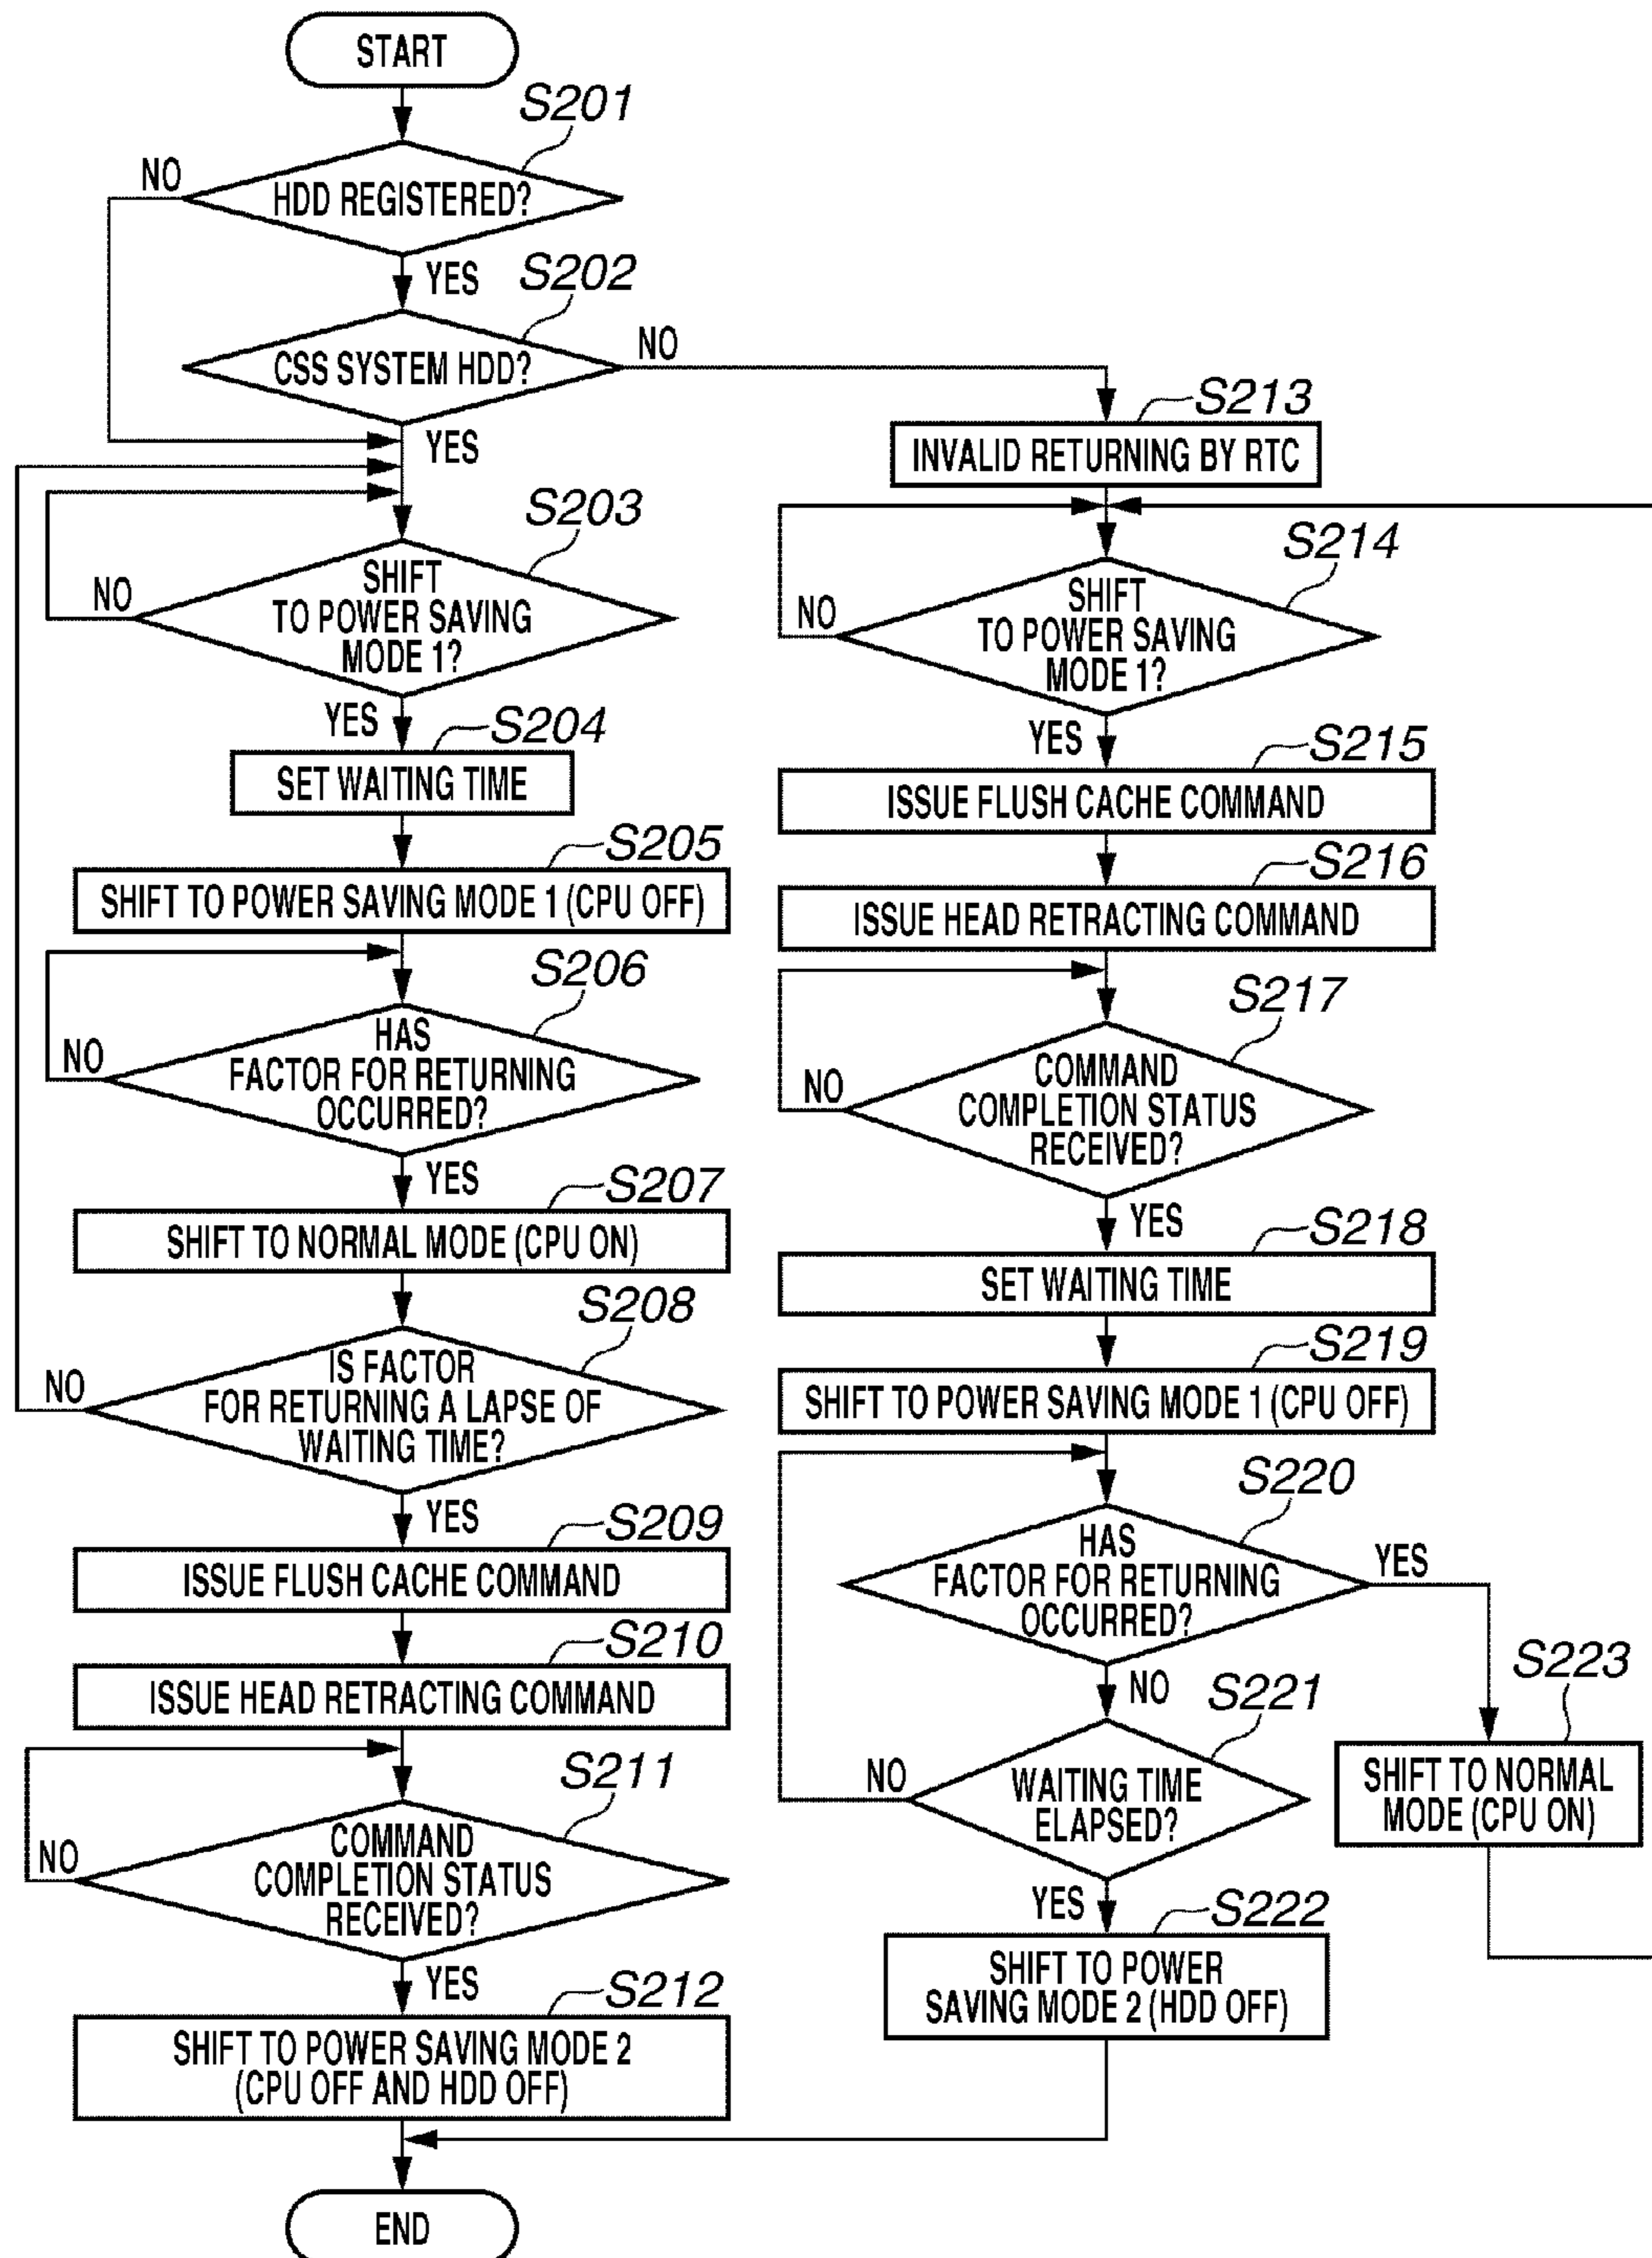 START
S201
NO
HDD REGISTERED?
YES
S202
CSS SYSTEM HDD?
NO
YES
S203
SHIFT
TO POWER SAVING
MODE 1?
NO
YES
S204
SET WAITING TIME
S205
SHIFT TO POWER SAVING MODE 1 (CPU OFF)
S206
HAS
FACTOR FOR RETURNING
OCCURRED?
NO
YES
S207
SHIFT TO NORMAL MODE (CPU ON)
S208
IS FACTOR
FOR RETURNING A LAPSE OF
WAITING TIME?
NO
YES
S209
ISSUE FLUSH CACHE COMMAND
S210
ISSUE HEAD RETRACTING COMMAND
S211
COMMAND
COMPLETION STATUS
RECEIVED?
NO
YES
S212
SHIFT TO POWER SAVING MODE 2
(CPU OFF AND HDD OFF)
END
S213
INVALID RETURNING BY RTC
S214
SHIFT
TO POWER SAVING
MODE 1?
NO
YES
S215
ISSUE FLUSH CACHE COMMAND
S216
ISSUE HEAD RETRACTING COMMAND
S217
COMMAND
COMPLETION STATUS
RECEIVED?
NO
YES
S218
SET WAITING TIME
S219
SHIFT TO POWER SAVING MODE 1 (CPU OFF)
S220
HAS
FACTOR FOR RETURNING
OCCURRED?
YES
NO
S221
WAITING TIME
ELAPSED?
NO
YES
S222
SHIFT TO POWER
SAVING MODE 2 (HDD OFF)
S223
SHIFT TO NORMAL
MODE (CPU ON)